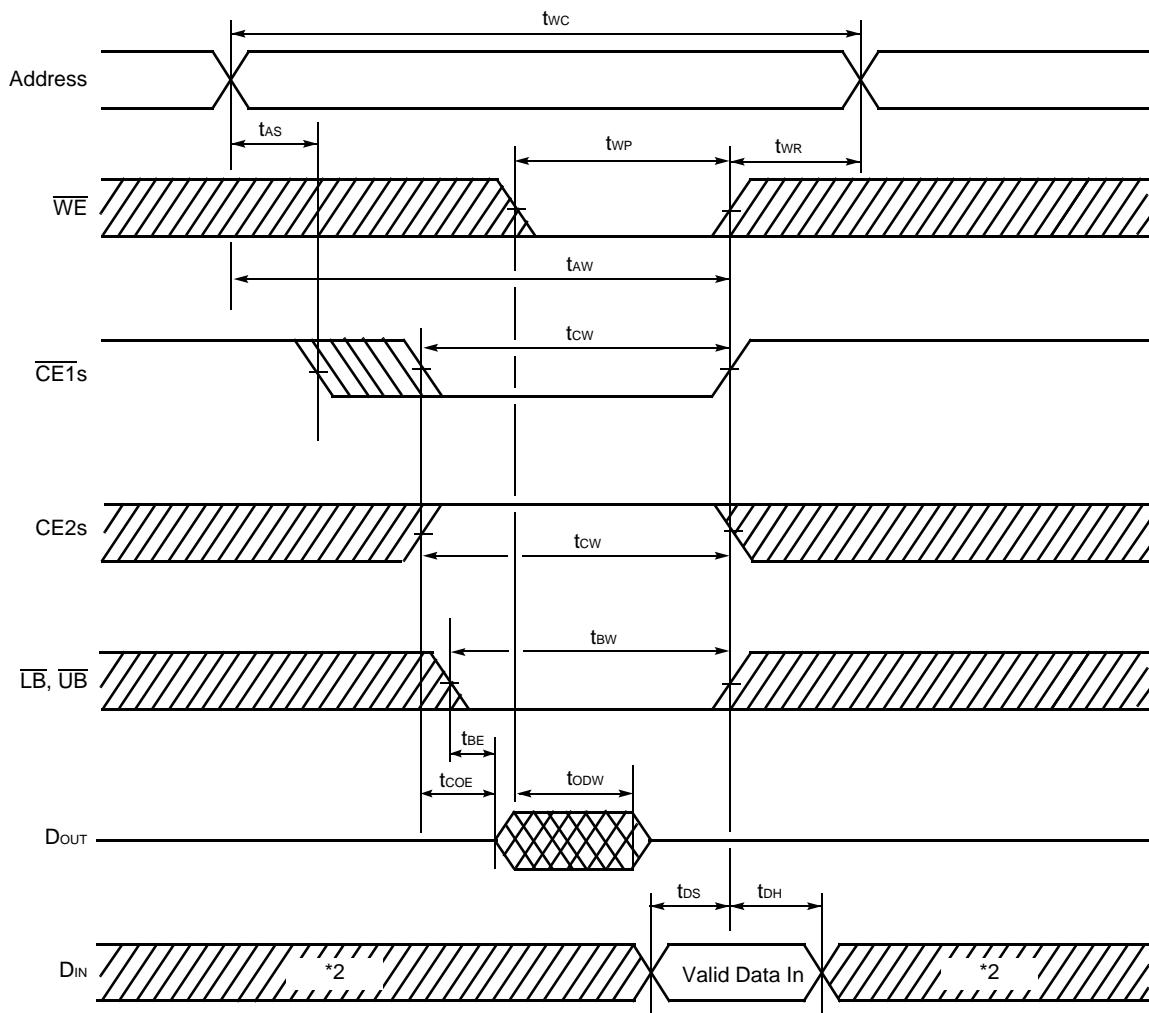 tWC
Address
tAS
tWP
tWR
WE
tAW
tCW
CE1s
CE2s
tCW
tBW
LB, UB
tBE
tCOE
tODW
DOUT
tDS
tDH
DIN
*2
Valid Data In
*2